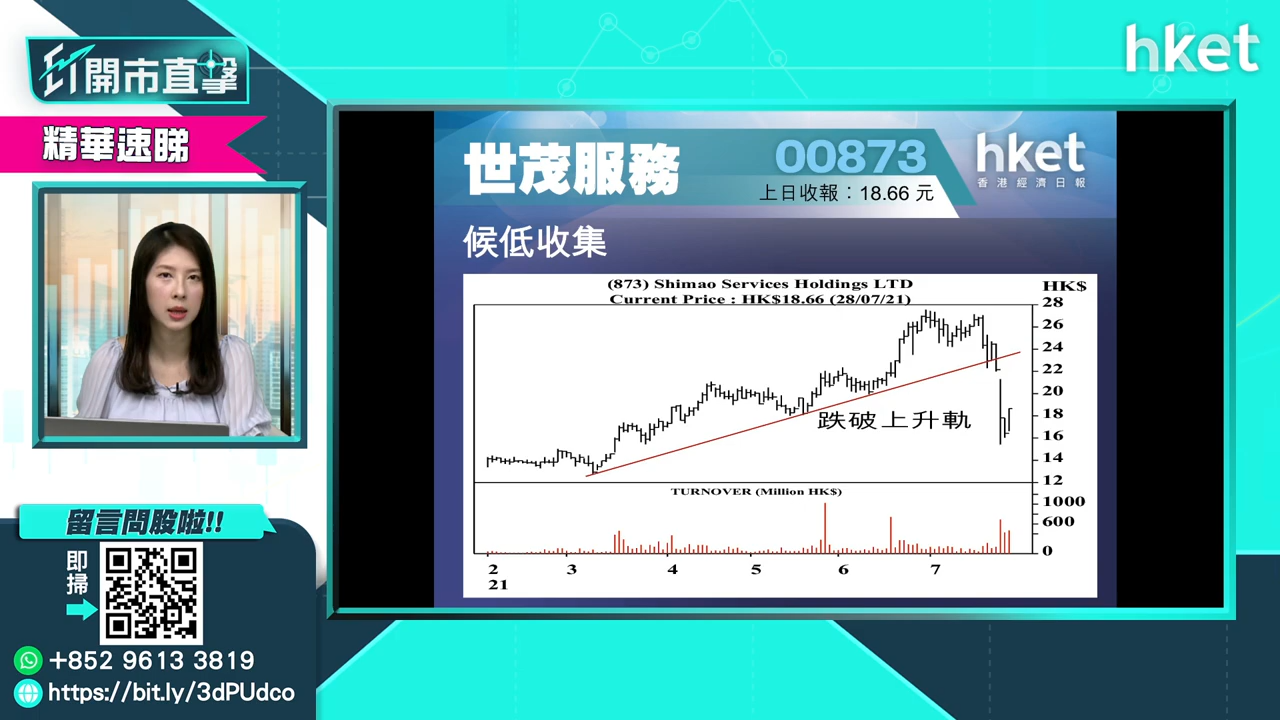 ET開市直擊
hket
精華速睇
世茂服務
00873
上日收報：18.66 元
hket
香港經濟日報
候低收集
(873) Shimao Services Holdings LTD
Current Price : HK$18.66 (28/07/21)
HK$
28
26
24
22
20
18
16
14
12
跌破上升軌
TURNOVER (Million HK$)
1000
600
0
2 3 4 5 6 7
21
留言問股啦!!
即掃
+852 9613 3819
https://bit.ly/3dPUdco